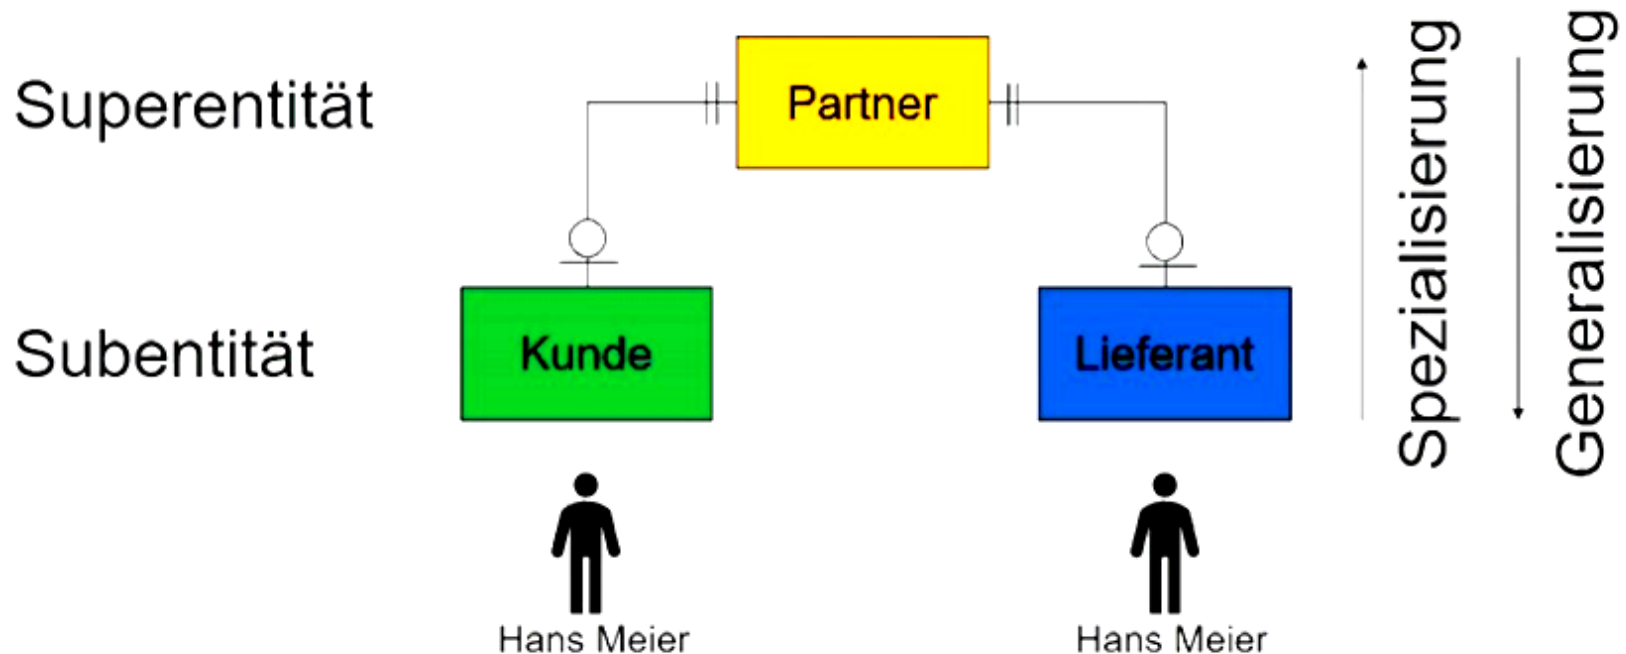 Superentität
Partner
Subentität
Kunde
Lieferant
Hans Meier
Hans Meier
Spezialisierung
Generalisierung